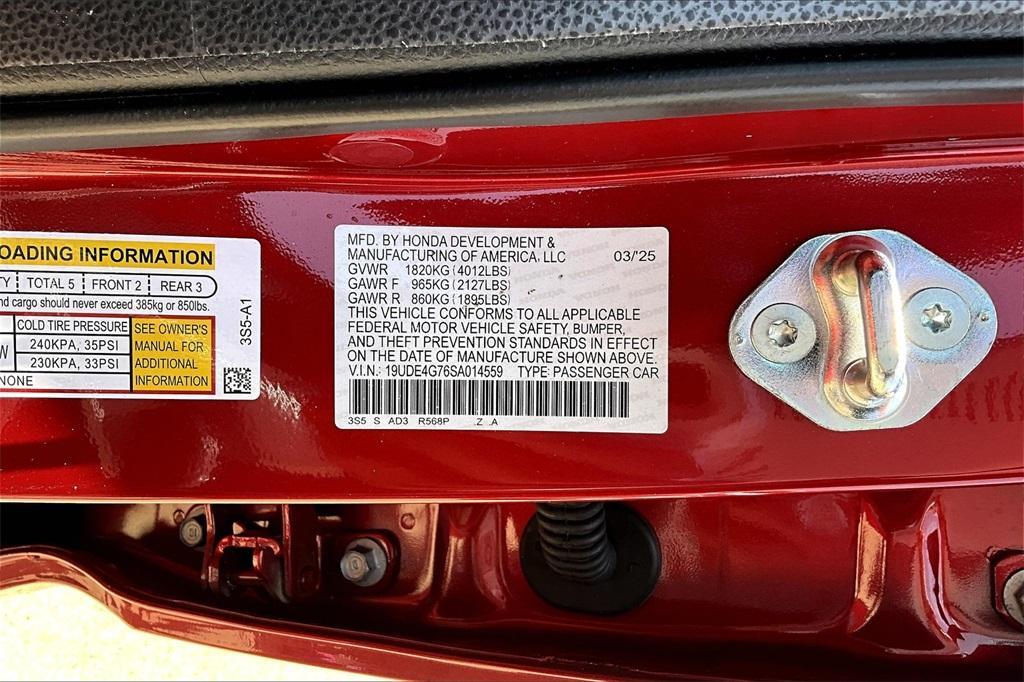 OADING INFORMATION
TY TOTAL 5 FRONT 2 REAR 3
nd cargo should never exceed 385kg or 850lbs.
COLD TIRE PRESSURE
W 240KPA, 35PSI
230KPA, 33PSI
NONE
SEE OWNER'S
MANUAL FOR
ADDITIONAL
INFORMATION
3S5-A1
MFD. BY HONDA DEVELOPMENT &
MANUFACTURING OF AMERICA, LLC 03/'25
GVWR 1820KG (4012LBS)
GAWR F 965KG (2127LBS)
GAWR R 860KG (1895LBS)
THIS VEHICLE CONFORMS TO ALL APPLICABLE
FEDERAL MOTOR VEHICLE SAFETY, BUMPER,
AND THEFT PREVENTION STANDARDS IN EFFECT
ON THE DATE OF MANUFACTURE SHOWN ABOVE.
V.I.N.: 19UDE4G76SA014559 TYPE: PASSENGER CAR
3S5 S AD3 R568P .Z .A